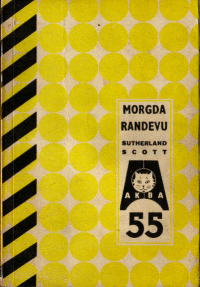 MORGDA
RANDEVU
SUTHERLAND
SCOTT
AKBA
55